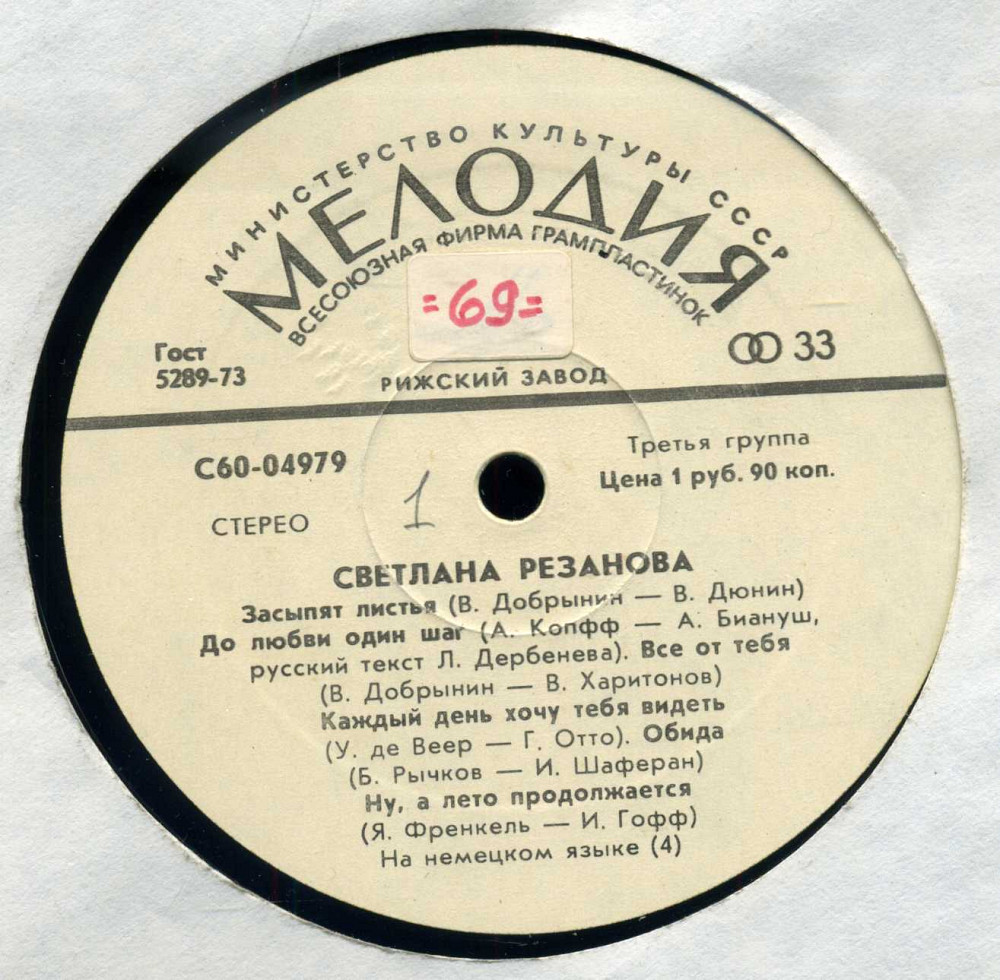 МИНИСТЕРСТВО КУЛЬТУРЫ СССР
МЕЛОДИЯ
ВСЕСОЮЗНАЯ ФИРМА ГРАМПЛАСТИНОК
=69=
Гост
5289-73
33
РИЖСКИЙ ЗАВОД
С60-04979
Третья группа
Цена 1 руб. 90 коп.
1
СТЕРЕО
СВЕТЛАНА РЕЗАНОВА
Засыпят листья (В. Добрынин — В. Дюнин)
До любви один шаг (А. Копфф — А. Биануш,
русский текст Л. Дербенева). Все от тебя
(В. Добрынин — В. Харитонов)
Каждый день хочу тебя видеть
(У. де Веер — Г. Отто). Обида
(Б. Рычков — И. Шаферан)
Ну, а лето продолжается
(Я. Френкель — И. Гофф)
На немецком языке (4)